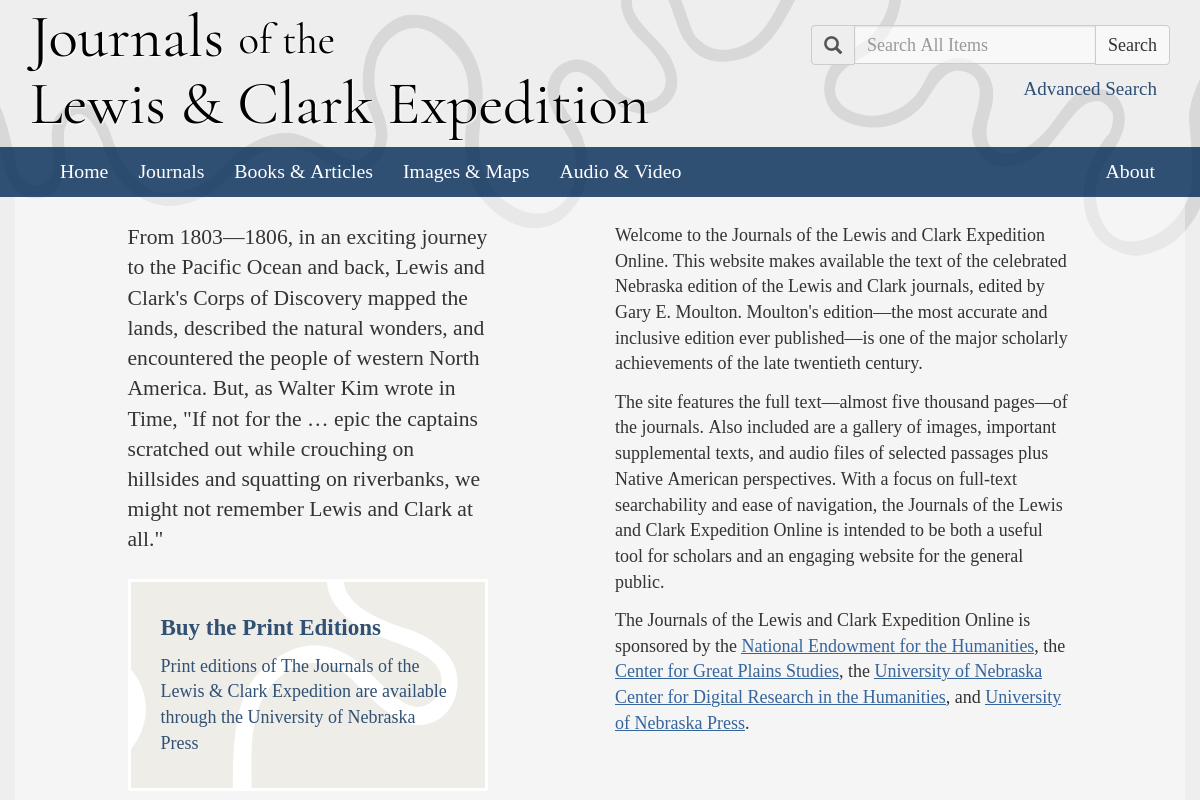 Journals of the
Lewis & Clark Expedition
Search All Items
Search
Advanced Search
Home
Journals
Books & Articles
Images & Maps
Audio & Video
About
From 1803—1806, in an exciting journey
to the Pacific Ocean and back, Lewis and
Clark's Corps of Discovery mapped the
lands, described the natural wonders, and
encountered the people of western North
America. But, as Walter Kim wrote in
Time, "If not for the … epic the captains
scratched out while crouching on
hillsides and squatting on riverbanks, we
might not remember Lewis and Clark at
all."
Buy the Print Editions
Print editions of The Journals of the
Lewis & Clark Expedition are available
through the University of Nebraska
Press
Welcome to the Journals of the Lewis and Clark Expedition
Online. This website makes available the text of the celebrated
Nebraska edition of the Lewis and Clark journals, edited by
Gary E. Moulton. Moulton's edition—the most accurate and
inclusive edition ever published—is one of the major scholarly
achievements of the late twentieth century.
The site features the full text—almost five thousand pages—of
the journals. Also included are a gallery of images, important
supplemental texts, and audio files of selected passages plus
Native American perspectives. With a focus on full-text
searchability and ease of navigation, the Journals of the Lewis
and Clark Expedition Online is intended to be both a useful
tool for scholars and an engaging website for the general
public.
The Journals of the Lewis and Clark Expedition Online is
sponsored by the National Endowment for the Humanities, the
Center for Great Plains Studies, the University of Nebraska
Center for Digital Research in the Humanities, and University
of Nebraska Press.